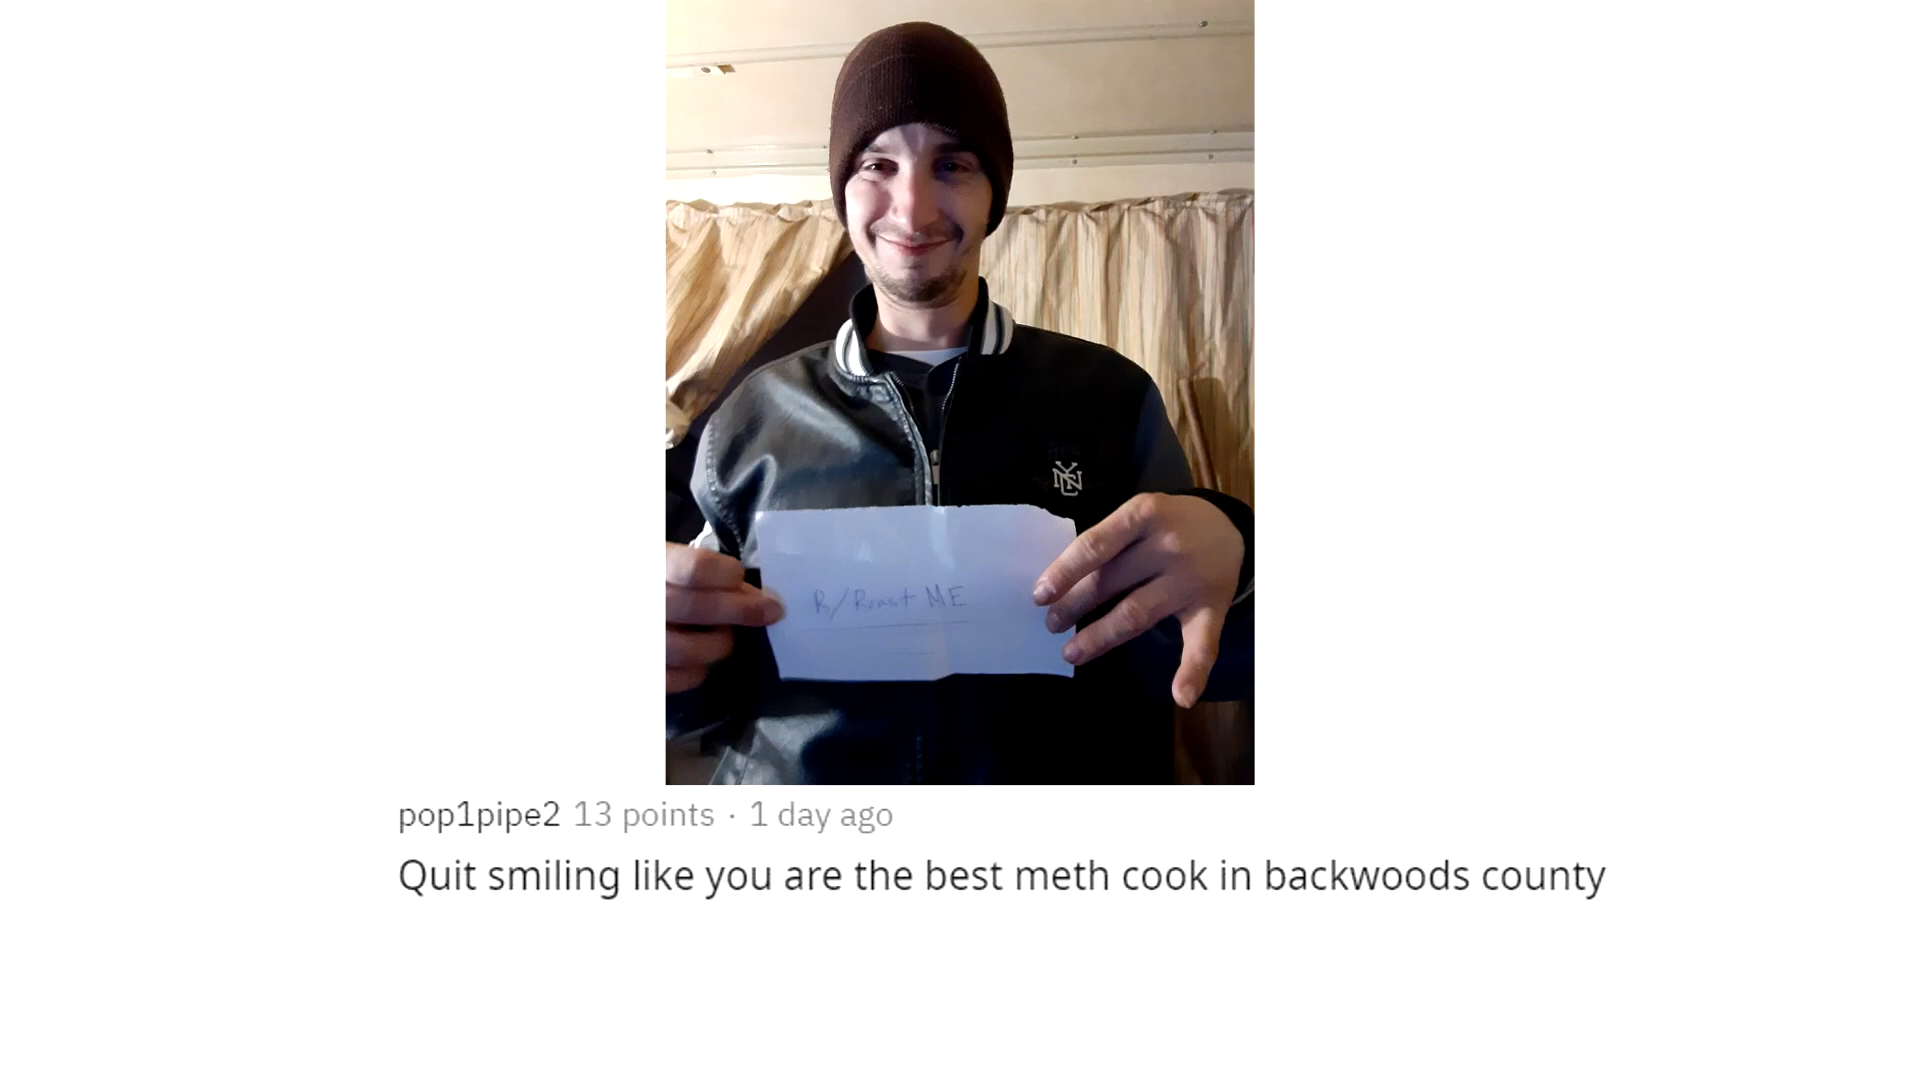 NYC
R/Roast ME
pop1pipe2 13 points · 1 day ago
Quit smiling like you are the best meth cook in backwoods county